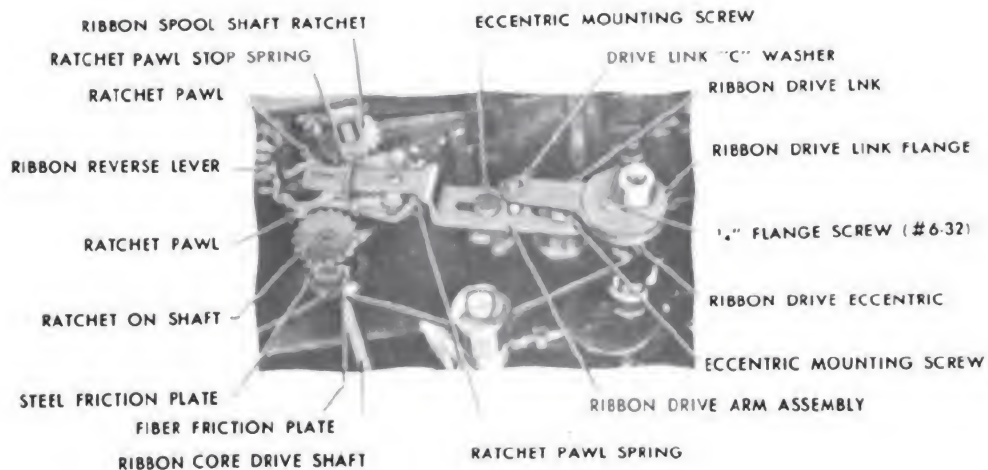 RIBBON SPOOL SHAFT RATCHET
ECCENTRIC MOUNTING SCREW
RATCHET PAWL STOP SPRING
DRIVE LINK "C" WASHER
RATCHET PAWL
RIBBON DRIVE LNK
RIBBON REVERSE LEVER
RIBBON DRIVE LINK FLANGE
RATCHET PAWL
¼" FLANGE SCREW (#6-32)
RATCHET ON SHAFT
RIBBON DRIVE ECCENTRIC
ECCENTRIC MOUNTING SCREW
STEEL FRICTION PLATE
RIBBON DRIVE ARM ASSEMBLY
FIBER FRICTION PLATE
RIBBON CORE DRIVE SHAFT
RATCHET PAWL SPRING